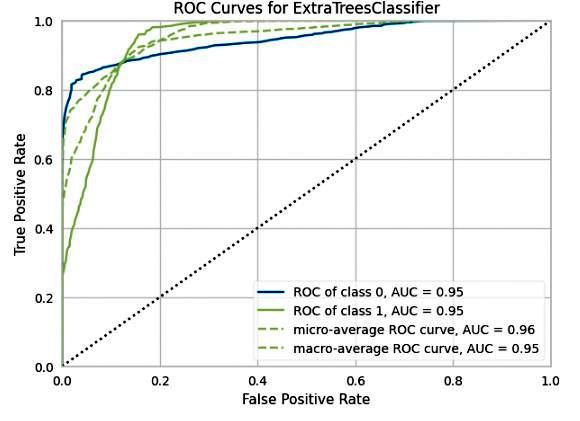 ROC Curves for ExtraTreesClassifier
1.0
0.8
0.6
0.4
0.2
0.0
True Positive Rate
ROC of class 0, AUC = 0.95
ROC of class 1, AUC = 0.95
micro-average ROC curve, AUC = 0.96
macro-average ROC curve, AUC = 0.95
0.0 0.2 0.4 0.6 0.8 1.0
False Positive Rate